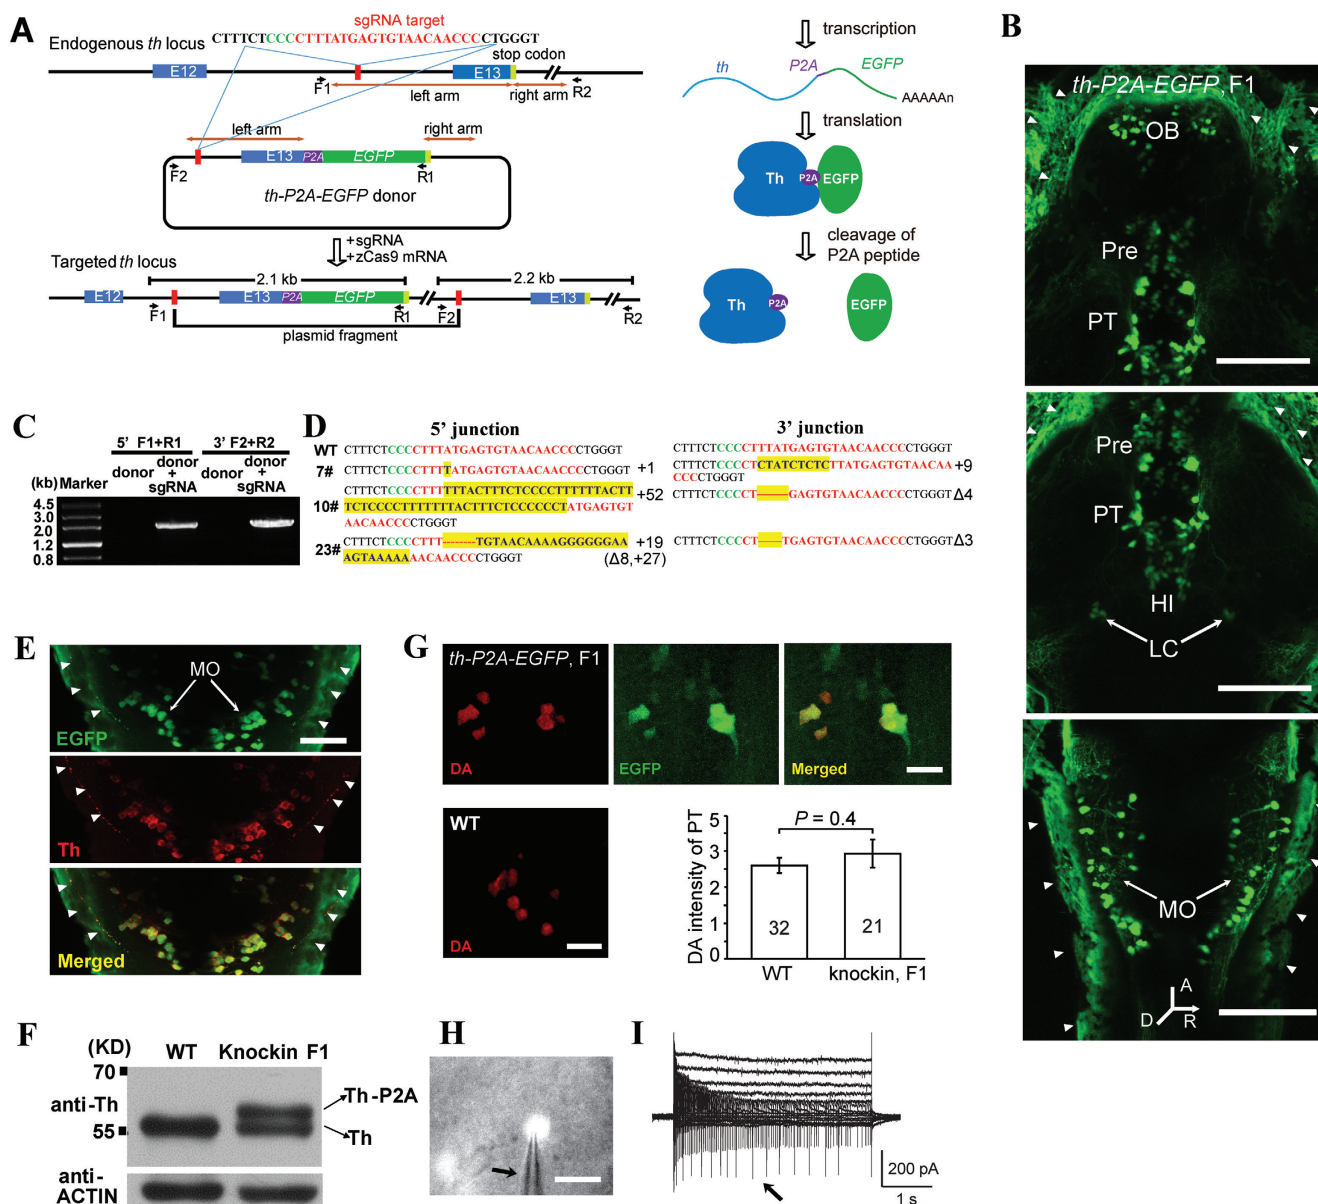 A
sgRNA target
Endogenous th locus
CTTTCTCCCCTTTATGAGTGTAACAACCCCTGGGT
stop codon
E12
E13
F1
left arm
right arm
R2
left arm
right arm
E13
P2A
EGFP
F2
R1
th-P2A-EGFP donor
+sgRNA
+zCas9 mRNA
Targeted th locus
2.1 kb
2.2 kb
E12
E13
P2A
EGFP
E13
F1
R1
F2
R2
plasmid fragment
transcription
th
P2A
EGFP
AAAAAn
translation
Th
P2A
EGFP
cleavage of
P2A peptide
Th
P2A
EGFP
B
th-P2A-EGFP, F1
OB
Pre
PT
Pre
PT
HI
LC
MO
A
D
R
C
5' F1+R1
3' F2+R2
donor
donor
+
sgRNA
donor
donor
+
sgRNA
(kb)
Marker
4.5
3.0
2.0
1.2
0.8
D
5' junction
3' junction
WT
CTTTCTCCCCTTTATGAGTGTAACAACCCCTGGGT
CTTTCTCCCCTTTATGAGTGTAACAACCCCTGGGT
7#
CTTTCTCCCCTTTTATGAGTGTAACAACCCCTGGGT
+1
CTTTCTCCCCTCTATCTCTCTTATGAGTGTAACAA
+9
CCCCTGGGT
10#
CTTTCTCCCCTTTTTTACTTTCTCCCCTTTTTTACTT
+52
TCTCCCCTTTTTTTACTTTCTCCCCCCTATGAGTGT
AACAACCCCTGGGT
CTTTCTCCCCT-----GAGTGTAACAACCCCTGGGT
Δ4
23#
CTTTCTCCCCTTT--------TGTAACAAAAGGGGGGAA
+19
AGTAAAAAAACAACCCCTGGGT
(Δ8,+27)
CTTTCTCCCCT----TGAGTGTAACAACCCCTGGGT
Δ3
E
MO
EGFP
Th
Merged
G
th-P2A-EGFP, F1
DA
EGFP
Merged
WT
DA
DA intensity of PT
5
3
2
0
P = 0.4
32
21
WT
knockin, F1
F
(KD)
WT
Knockin F1
70
anti-Th
55
Th-P2A
Th
anti-
ACTIN
H
I
200 pA
1 s